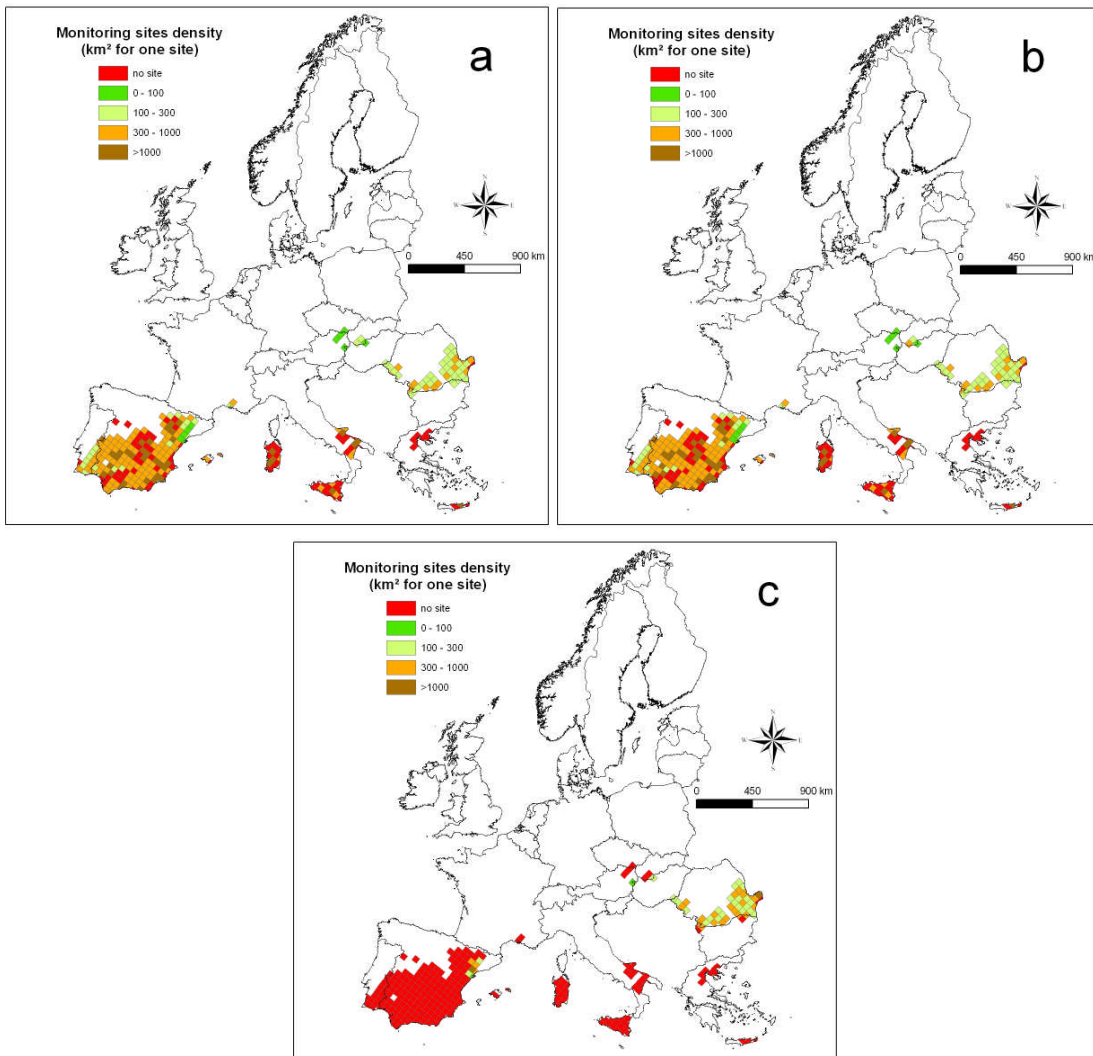 Monitoring sites density
(km² for one site)
no site
0 - 100
100 - 300
300 - 1000
>1000
a
N
W E
S
0 450 900 km
Monitoring sites density
(km² for one site)
no site
0 - 100
100 - 300
300 - 1000
>1000
b
N
W E
S
0 450 900 km
Monitoring sites density
(km² for one site)
no site
0 - 100
100 - 300
300 - 1000
>1000
c
N
W E
S
0 450 900 km